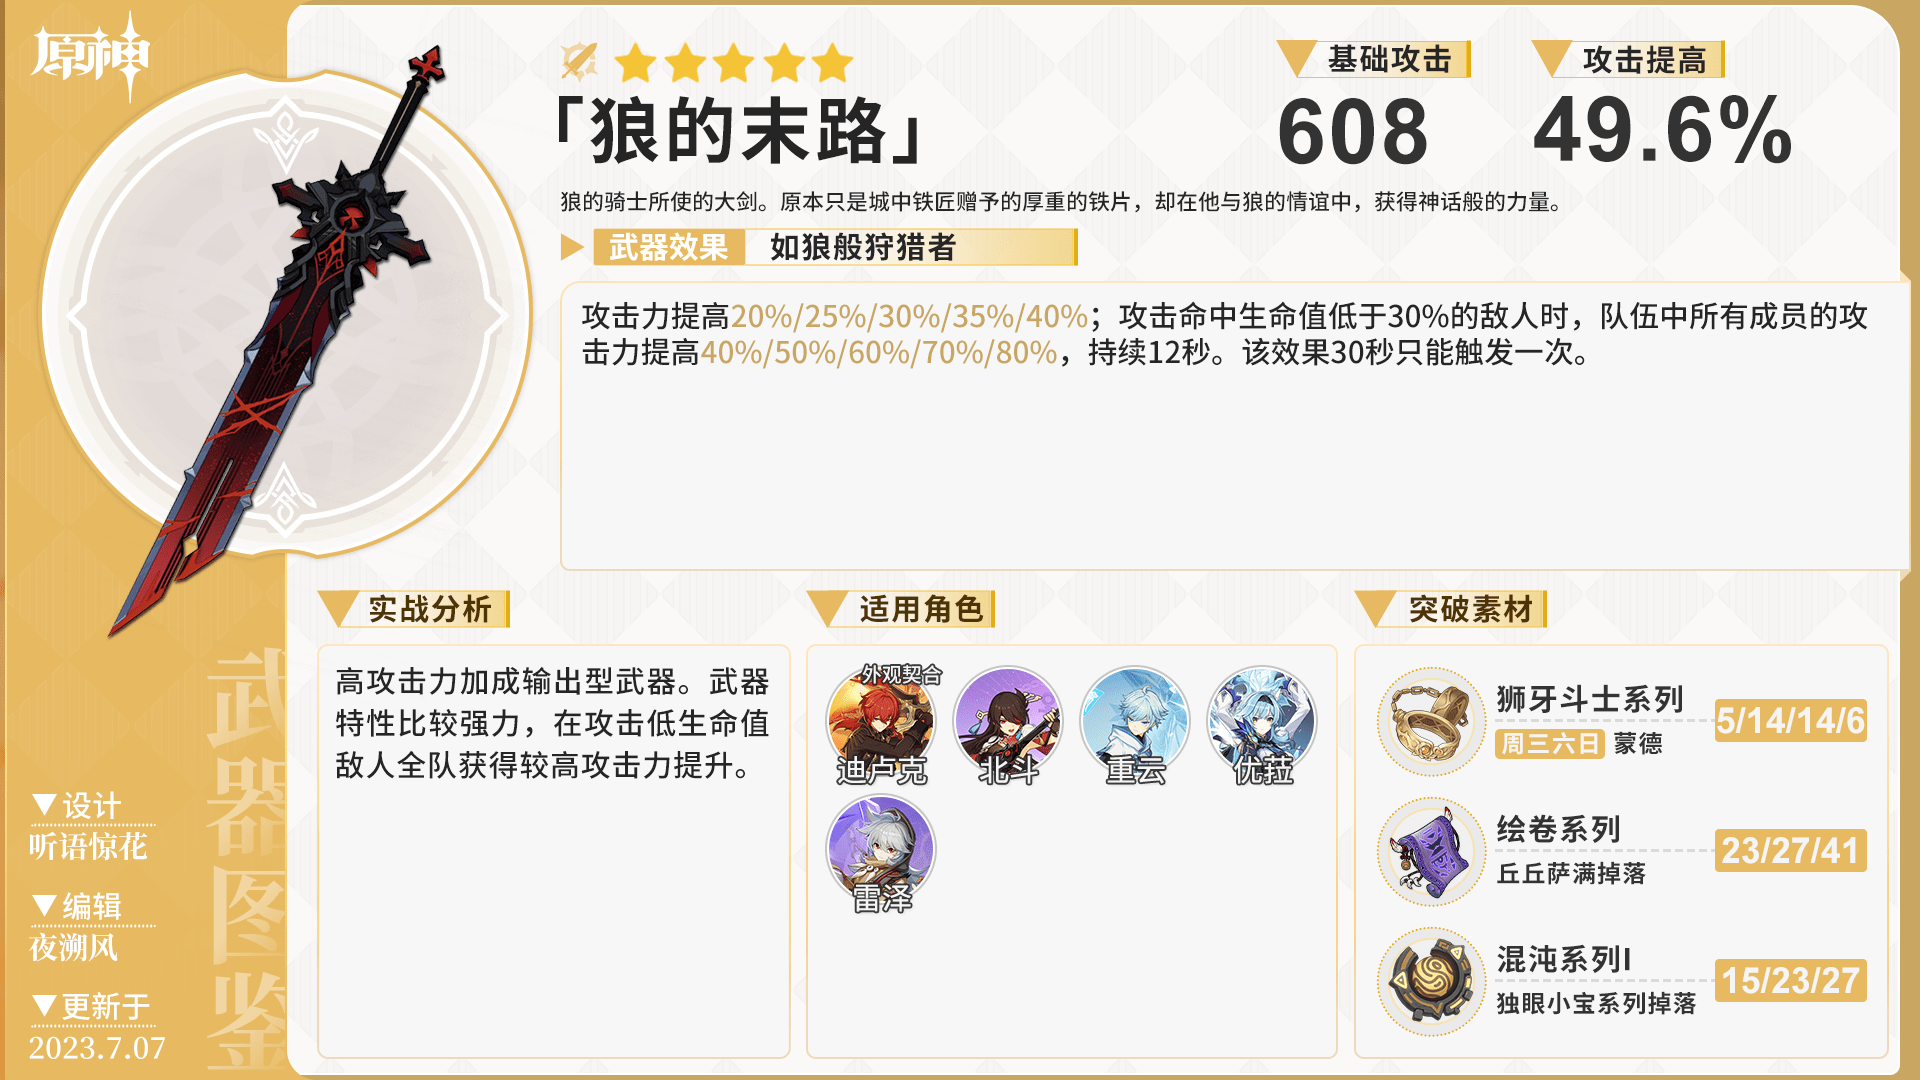 原神
「狼的末路」
基础攻击
608
攻击提高
49.6%
狼的骑士所使的大剑。原本只是城中铁匠赠予的厚重的铁片，却在他与狼的情谊中，获得神话般的力量。
武器效果 如狼般狩猎者
攻击力提高20%/25%/30%/35%/40%；攻击命中生命值低于30%的敌人时，队伍中所有成员的攻
击力提高40%/50%/60%/70%/80%，持续12秒。该效果30秒只能触发一次。
实战分析
高攻击力加成输出型武器。武器
特性比较强力，在攻击低生命值
敌人全队获得较高攻击力提升。
适用角色
外观契合
迪卢克 北斗 重云 优菈
雷泽
突破素材
狮牙斗士系列 5/14/14/6
周三六日 蒙德
绘卷系列 23/27/41
丘丘萨满掉落
混沌系列I 15/23/27
独眼小宝系列掉落
武器图鉴
▼设计
听语惊花
▼编辑
夜溯风
▼更新于
2023.7.07